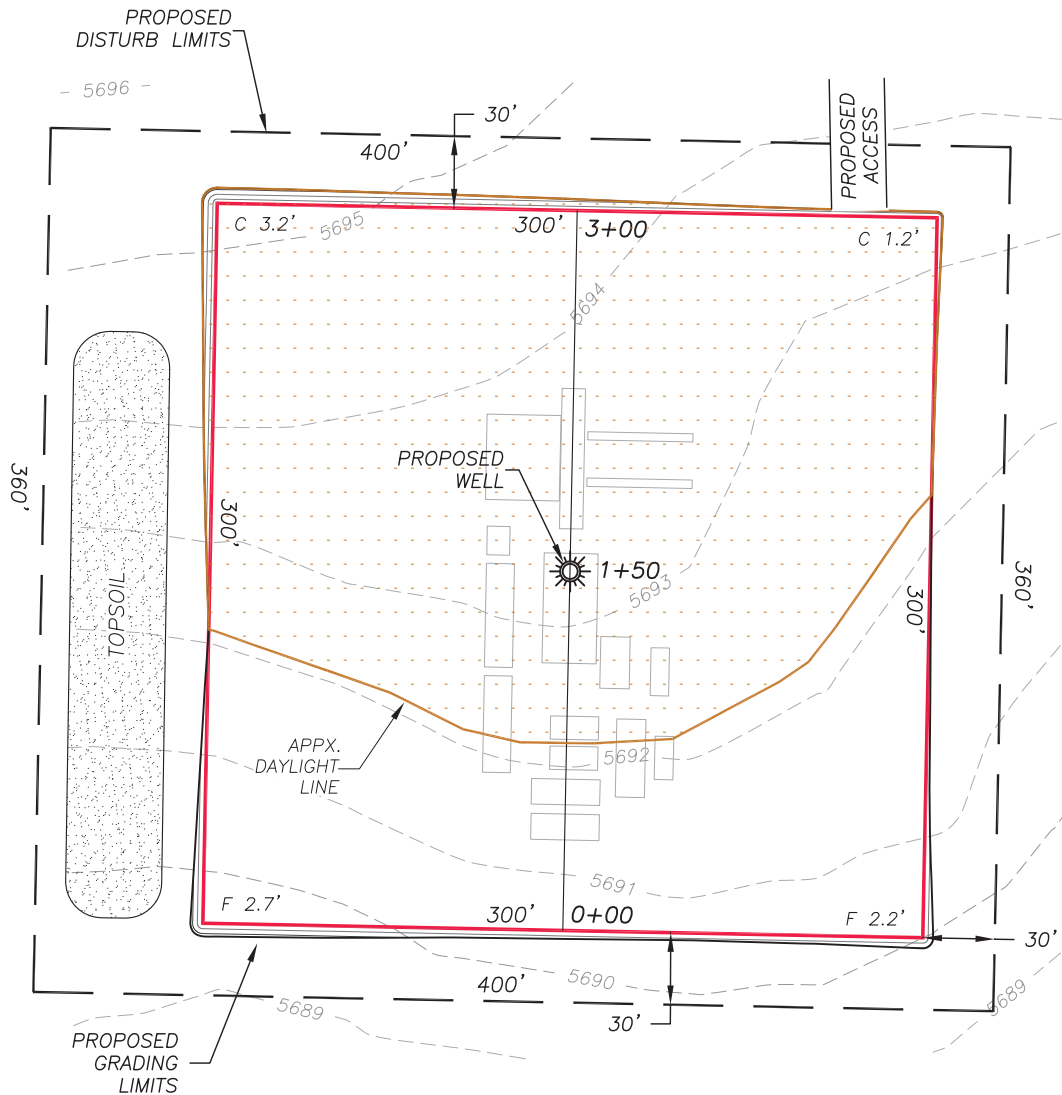 PROPOSED
DISTURB LIMITS
5696
30'
400'
PROPOSED
ACCESS
C 3.2'
5695
300'
3+00
C 1.2'
5694
PROPOSED
WELL
360'
300'
1+50
5693
300'
360'
TOPSOIL
APPX.
DAYLIGHT
LINE
5692
5691
F 2.7'
300'
0+00
F 2.2'
30'
5690
400'
5689
30'
5689
PROPOSED
GRADING
LIMITS